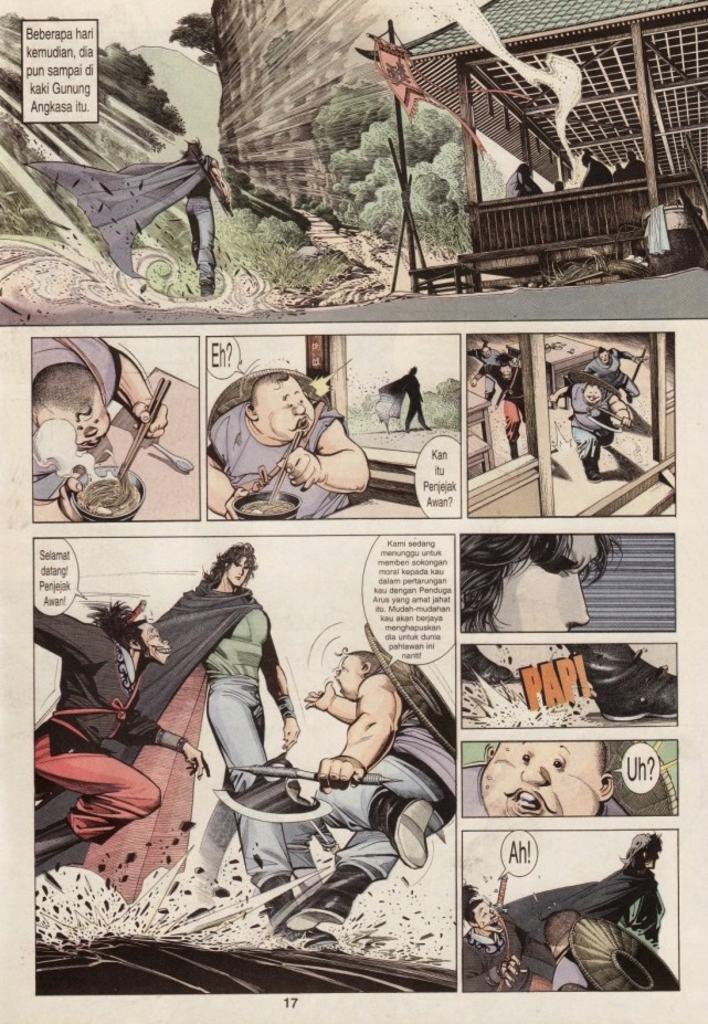 Beberapa hari
kemudian, dia
pun sampai di
kaki Gunung
Angkasa itu.
Eh?
Kan
itu
Penjejak
Awan?
Selamat
datang!
Penjejak
Awan!
Kami sedang
menunggu untuk
memberi sokongan
moral kepada kau
dalam pertarungan
kau dengan Penduga
Arus yang amat jahat
itu. Mudah-mudahan
kau akan berjaya
menghapuskan
dia untuk dunia
pahlawan ini
nanti!
PAP!
Uh?
Ah!
17